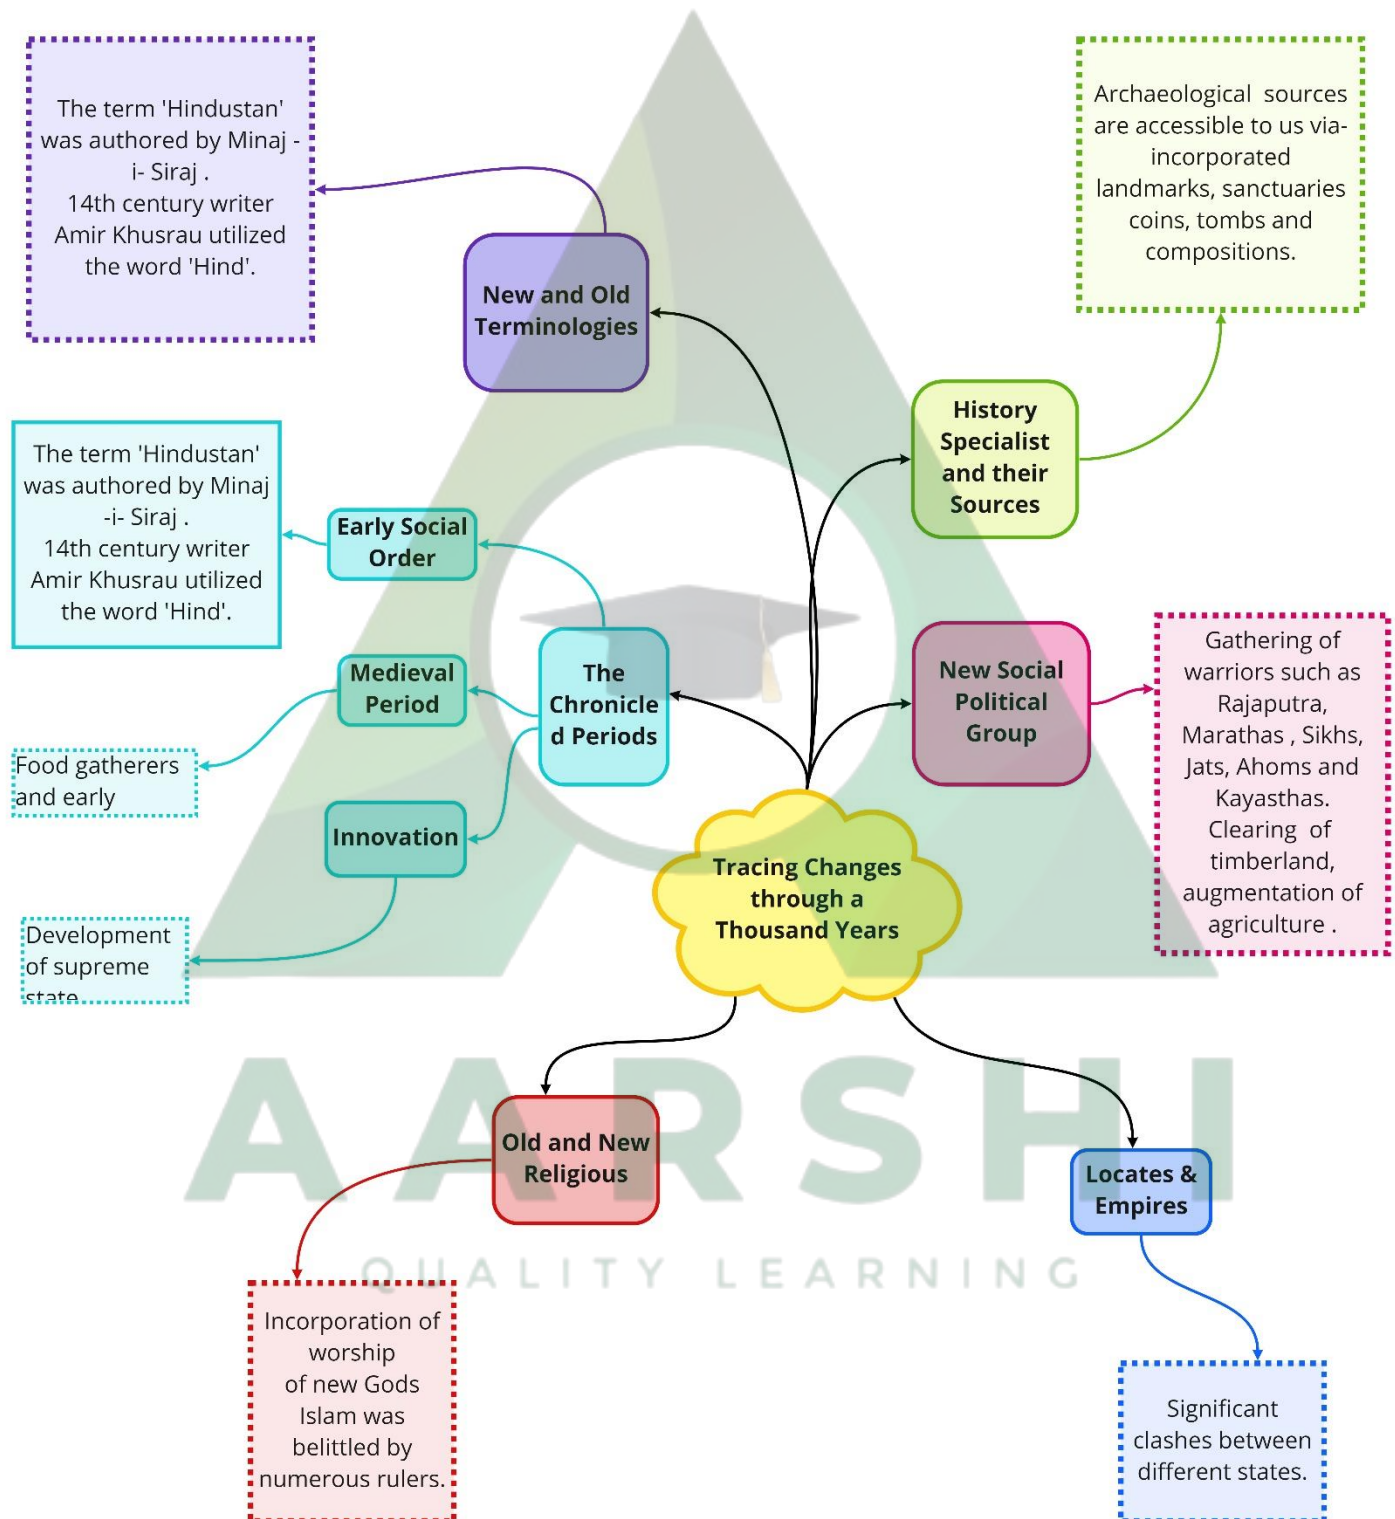 The term 'Hindustan'
was authored by Minaj -
i- Siraj .
14th century writer
Amir Khusrau utilized
the word 'Hind'.
New and Old
Terminologies
Archaeological sources
are accessible to us via-
incorporated
landmarks, sanctuaries
coins, tombs and
compositions.
History
Specialist
and their
Sources
The term 'Hindustan'
was authored by Minaj
-i- Siraj .
14th century writer
Amir Khusrau utilized
the word 'Hind'.
Early Social
Order
Medieval
Period
Food gatherers
and early
Innovation
Development
of supreme
state
The
Chronicle
d Periods
New Social
Political
Group
Gathering of
warriors such as
Rajaputra,
Marathas , Sikhs,
Jats, Ahoms and
Kayasthas.
Clearing of
timberland,
augmentation of
agriculture .
Tracing Changes
through a
Thousand Years
AARSHI
QUALITY LEARNING
Old and New
Religious
Locates &
Empires
Incorporation of
worship
of new Gods
Islam was
belittled by
numerous rulers.
Significant
clashes between
different states.